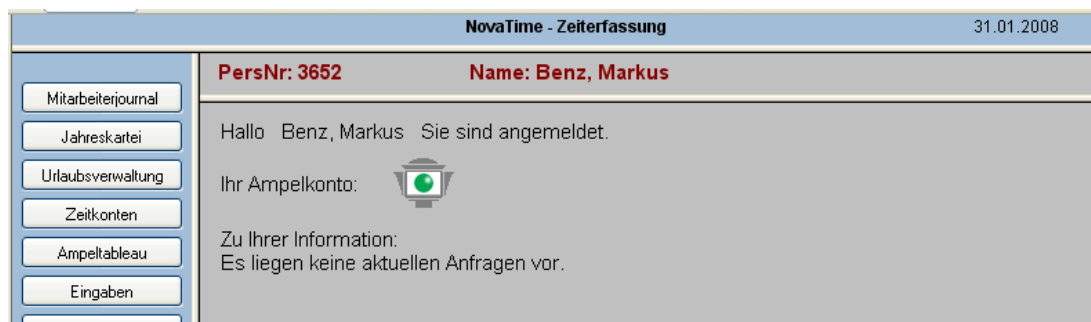 NovaTime - Zeiterfassung 31.01.2008
PersNr: 3652 Name: Benz, Markus
Mitarbeiterjournal
Jahreskartei
Urlaubsverwaltung
Zeitkonten
Ampeltableau
Eingaben
Hallo Benz, Markus Sie sind angemeldet.
Ihr Ampelkonto:
Zu Ihrer Information:
Es liegen keine aktuellen Anfragen vor.